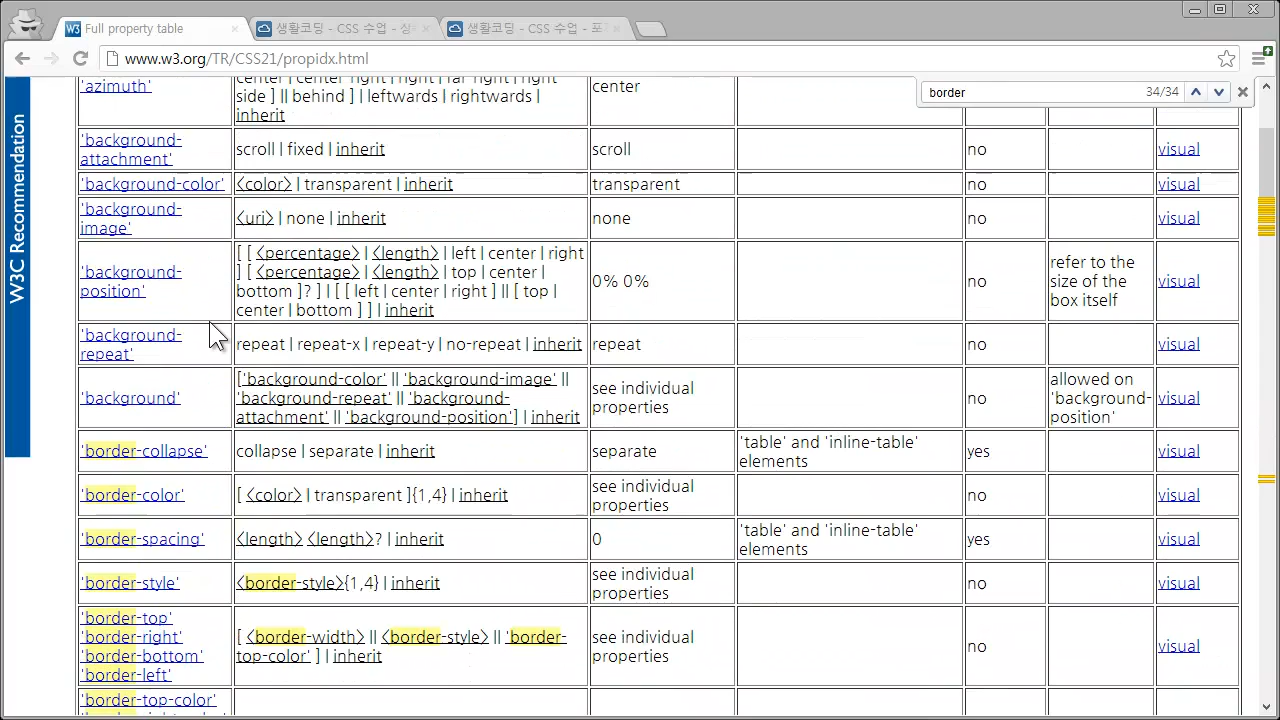 Full property table
생활코딩 - CSS 수업 -
생활코딩 - CSS 수업 -
www.w3.org/TR/CSS21/propidx.html
border
34/34
W3C Recommendation
'azimuth'
center | center-right | right | far-right | right-
side ] || behind ] | leftwards | rightwards |
inherit
center
'background-
attachment'
scroll | fixed | inherit
scroll
no
visual
'background-color'
<color> | transparent | inherit
transparent
no
visual
'background-
image'
<uri> | none | inherit
none
no
visual
'background-
position'
[ [ <percentage> | <length> | left | center | right
] [ <percentage> | <length> | top | center |
bottom ]? ] | [ [ left | center | right ] || [ top |
center | bottom ] ] | inherit
0% 0%
no
refer to the
size of the
box itself
visual
'background-
repeat'
repeat | repeat-x | repeat-y | no-repeat | inherit
repeat
no
visual
'background'
['background-color' || 'background-image' ||
'background-repeat' || 'background-
attachment' || 'background-position'] | inherit
see individual
properties
no
allowed on
'background-
position'
visual
'border-collapse'
collapse | separate | inherit
separate
'table' and 'inline-table'
elements
yes
visual
'border-color'
[ <color> | transparent ]{1,4} | inherit
see individual
properties
no
visual
'border-spacing'
<length> <length>? | inherit
0
'table' and 'inline-table'
elements
yes
visual
'border-style'
<border-style>{1,4} | inherit
see individual
properties
no
visual
'border-top'
'border-right'
'border-bottom'
'border-left'
[ <border-width> || <border-style> || 'border-
top-color' ] | inherit
see individual
properties
no
visual
'border-top-color'